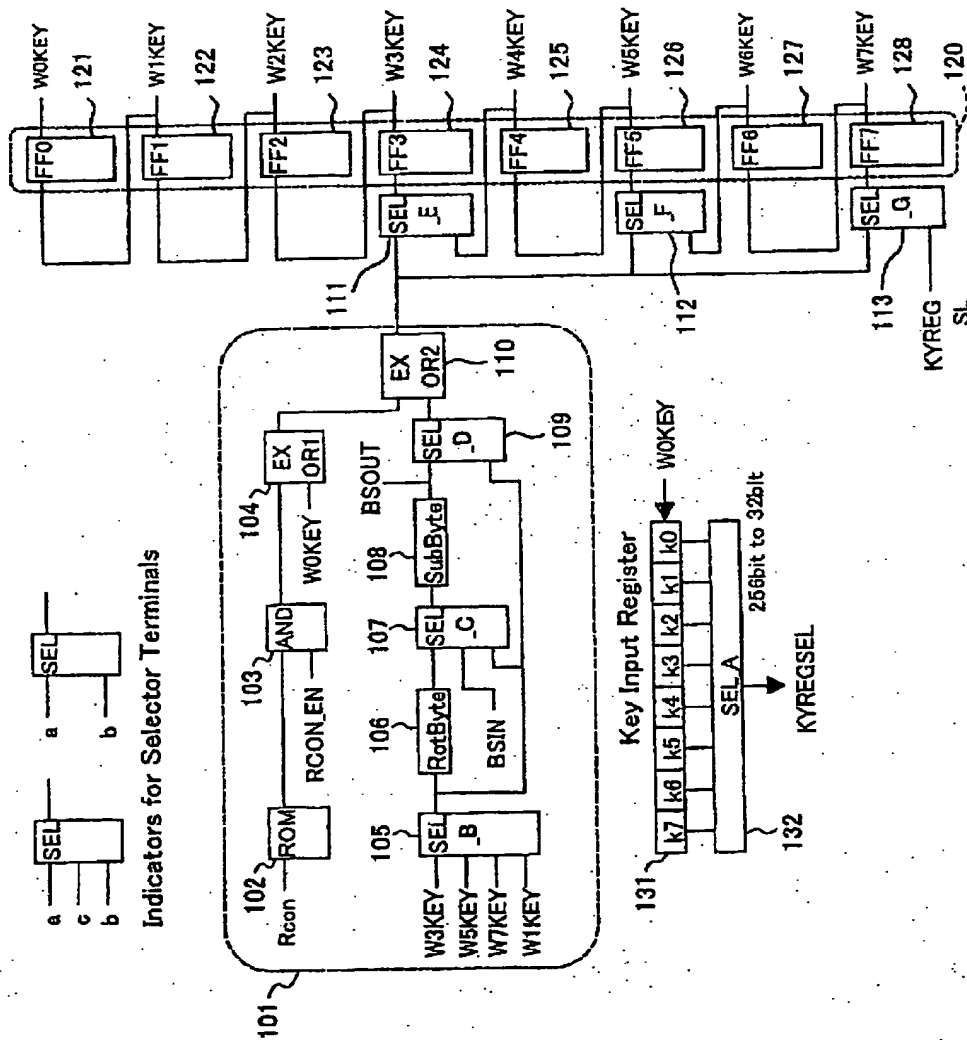 W0KEY
FF0
121
W1KEY
FF1
122
W2KEY
FF2
123
W3KEY
FF3
124
SEL
_E
111
W4KEY
FF4
125
W5KEY
FF5
126
SEL
_F
112
W6KEY
FF6
127
W7KEY
FF7
128
SEL
_G
113
120
KYREG
SL
a
SEL
c
b
a
SEL
b
Indicators for Selector Terminals
101
Rcon
102
ROM
103
AND
RCON_EN
104
EX
OR1
W0KEY
EX
OR2
110
W3KEY
W5KEY
W7KEY
W1KEY
105
SEL
_B
106
RotByte
BSIN
107
SEL
_C
108
SubByte
BSOUT
SEL
_D
109
Key Input Register
131
k7 k6 k5 k4 k3 k2 k1 k0
W0KEY
SEL A
132
256bit to 32bit
KYREGSEL